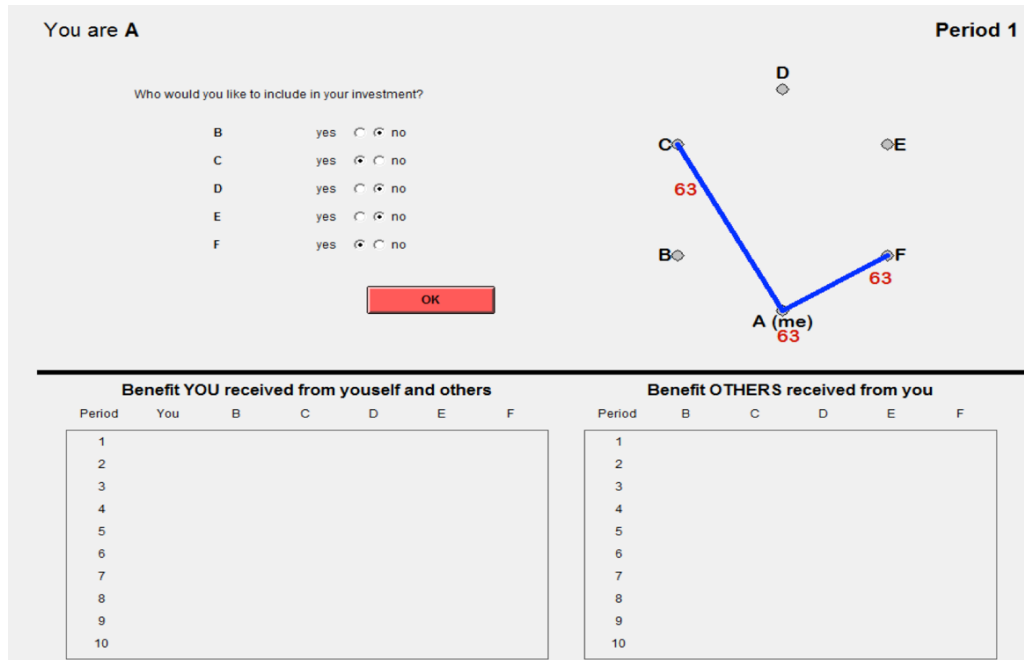 You are A
Period 1
Who would you like to include in your investment?
B yes no
C yes no
D yes no
E yes no
F yes no
OK
D
C
E
63
B
F
63
A (me)
63
Benefit YOU received from youself and others
Period You B C D E F
1
2
3
4
5
6
7
8
9
10
Benefit OTHERS received from you
Period B C D E F
1
2
3
4
5
6
7
8
9
10